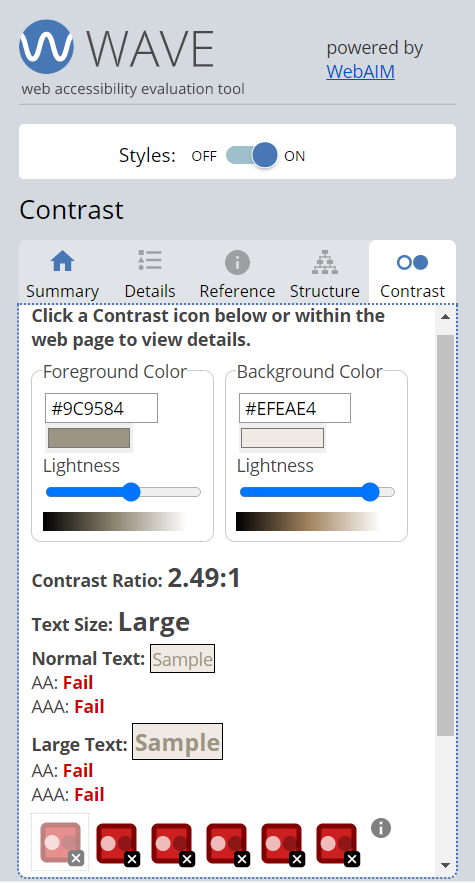 WAVE
web accessibility evaluation tool
powered by
WebAIM
Styles: OFF ON
Contrast
Summary Details Reference Structure Contrast
Click a Contrast icon below or within the
web page to view details.
Foreground Color Background Color
#9C9584 #EFEAE4
Lightness Lightness
Contrast Ratio: 2.49:1
Text Size: Large
Normal Text: Sample
AA: Fail
AAA: Fail
Large Text: Sample
AA: Fail
AAA: Fail